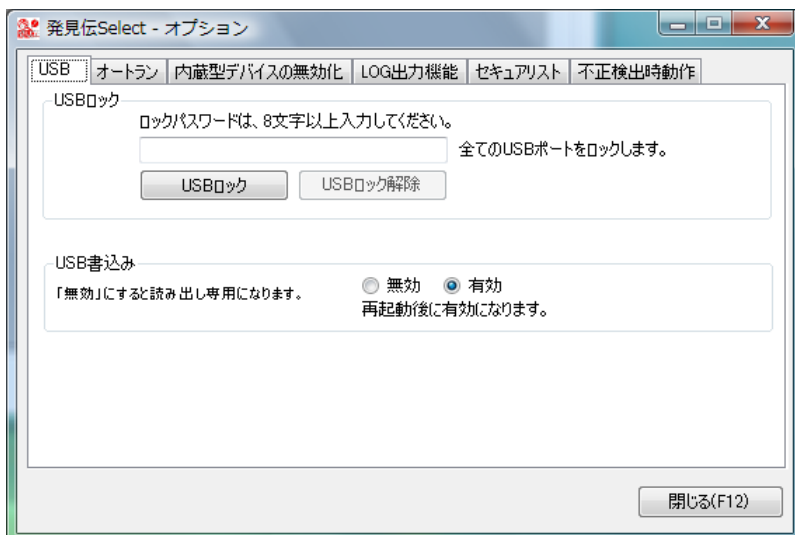 発見伝Select - オプション
USB オートラン 内蔵型デバイスの無効化 LOG出力機能 セキュアリスト 不正検出時動作
USBロック
ロックパスワードは、8文字以上入力してください。
全てのUSBポートをロックします。
USBロック USBロック解除
USB書込み
「無効」にすると読み出し専用になります。 無効 有効
再起動後に有効になります。
閉じる(F12)